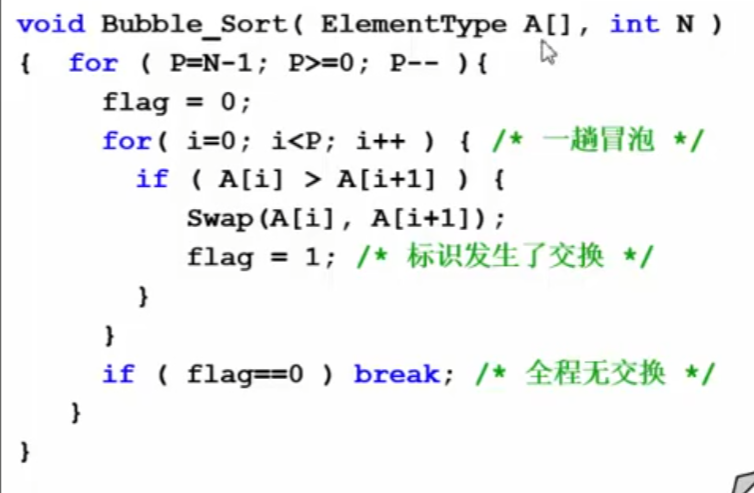 void Bubble_Sort( ElementType A[], int N )
{ for ( P=N-1; P>=0; P-- ){
flag = 0;
for( i=0; i<P; i++ ) { /* 一趟冒泡 */
if ( A[i] > A[i+1] ) {
Swap(A[i], A[i+1]);
flag = 1; /* 标识发生了交换 */
}
}
if ( flag==0 ) break; /* 全程无交换 */
}
}